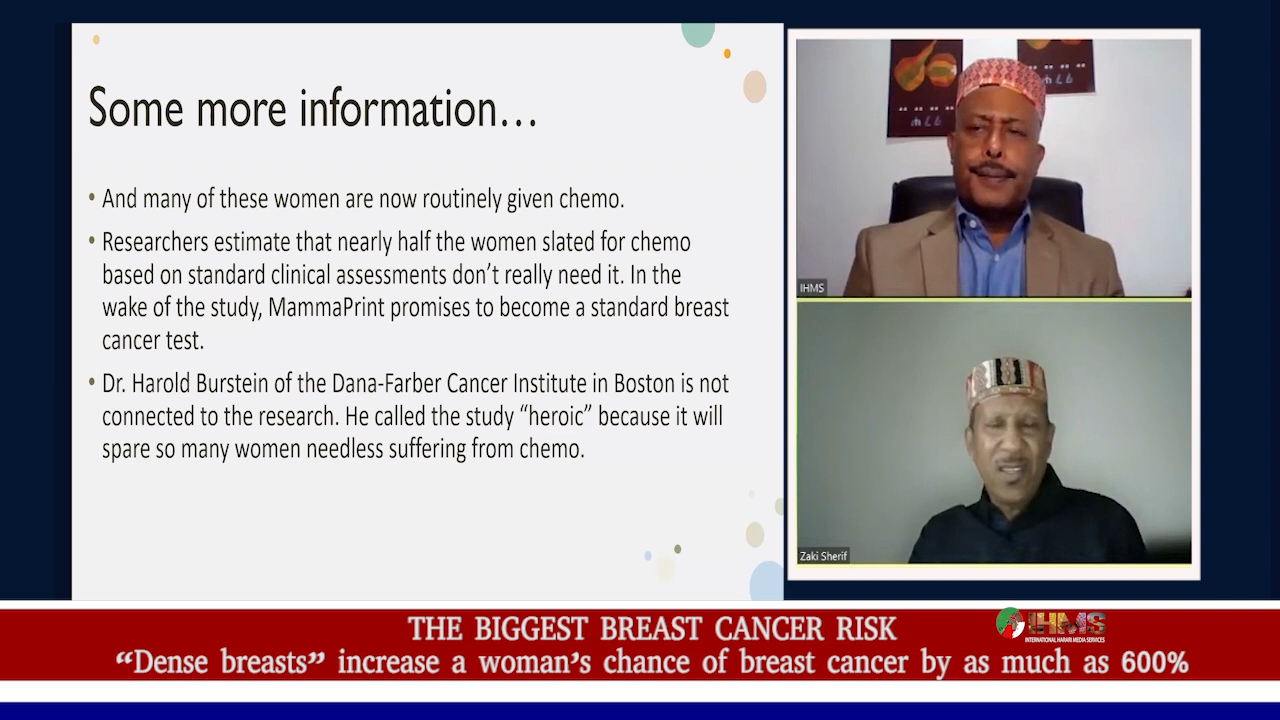 Some more information…
• And many of these women are now routinely given chemo.
• Researchers estimate that nearly half the women slated for chemo
based on standard clinical assessments don’t really need it. In the
wake of the study, MammaPrint promises to become a standard breast
cancer test.
• Dr. Harold Burstein of the Dana-Farber Cancer Institute in Boston is not
connected to the research. He called the study “heroic” because it will
spare so many women needless suffering from chemo.
IHMS
Zaki Sherif
THE BIGGEST BREAST CANCER RISK
IHMS
INTERNATIONAL HARARI MEDIA SERVICES
“Dense breasts” increase a woman’s chance of breast cancer by as much as 600%